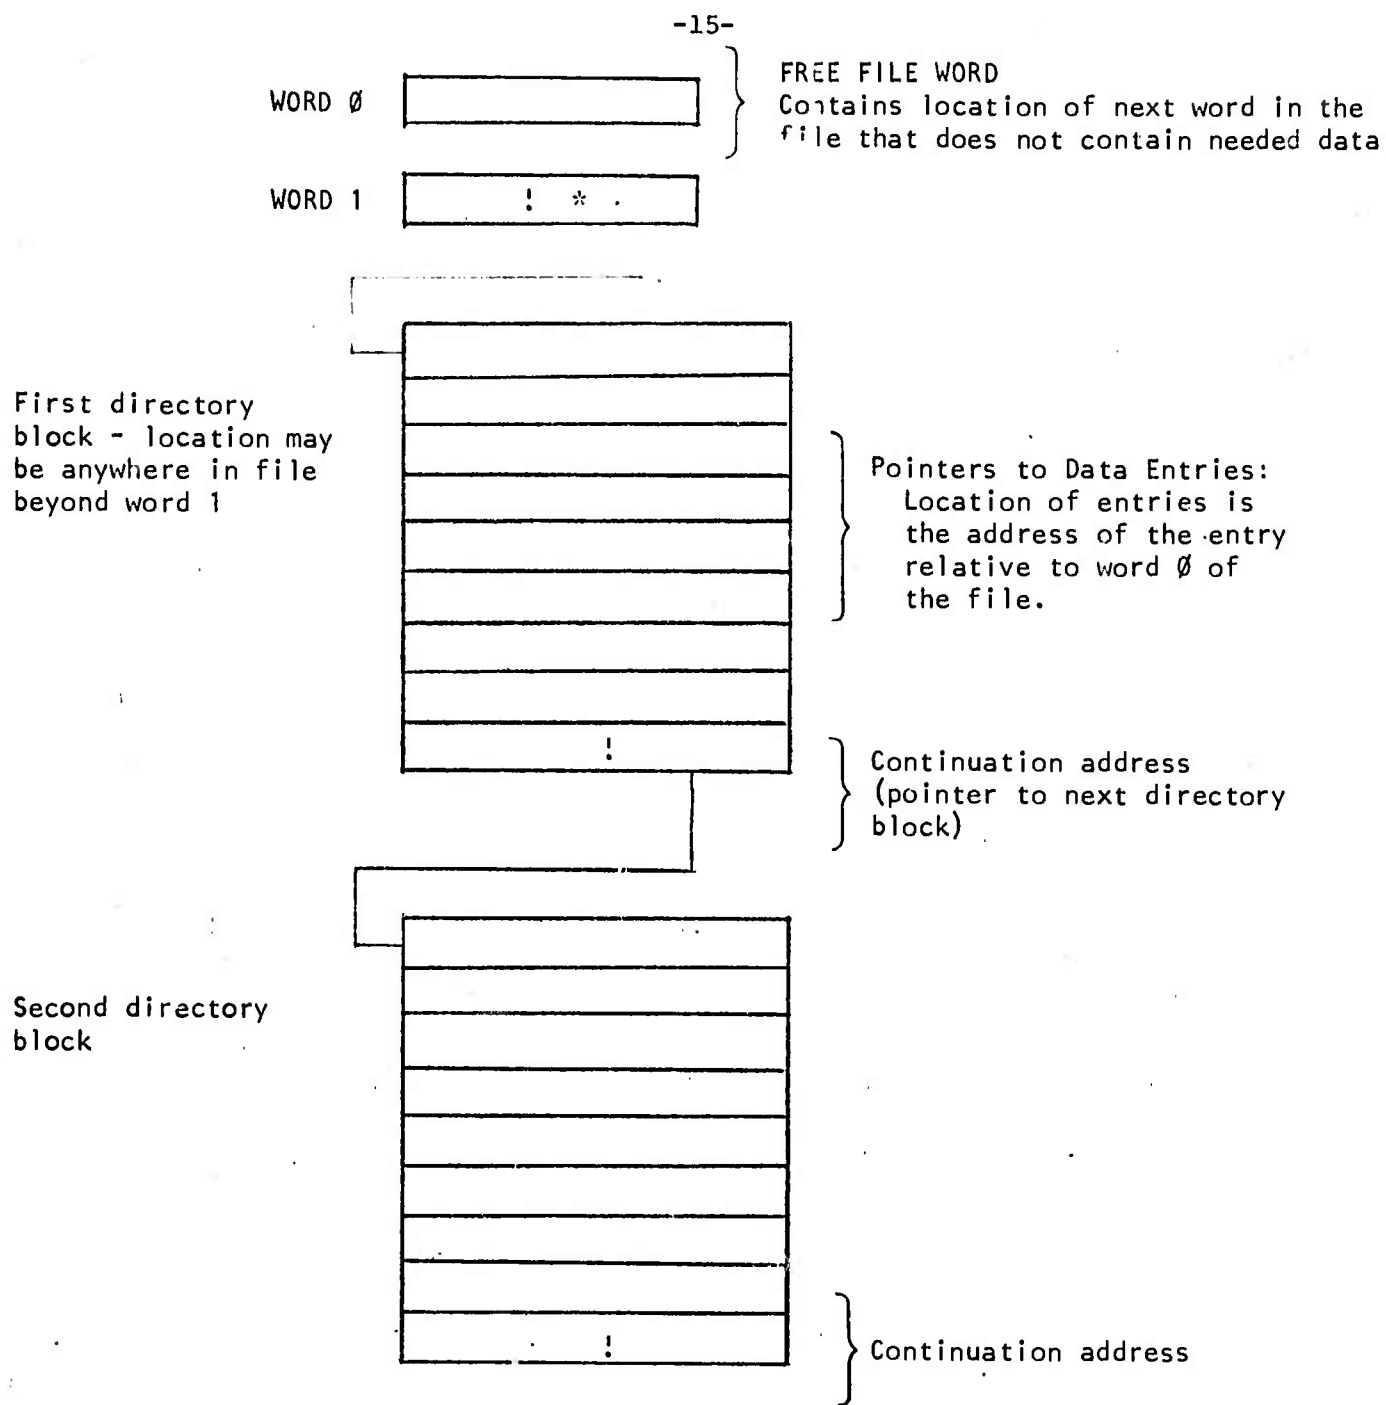 -15-
WORD Ø
FREE FILE WORD
Contains location of next word in the
file that does not contain needed data
WORD 1
! * .
First directory
block - location may
be anywhere in file
beyond word 1
Pointers to Data Entries:
Location of entries is
the address of the entry
relative to word Ø of
the file.
!
Continuation address
(pointer to next directory
block)
Second directory
block
!
Continuation address